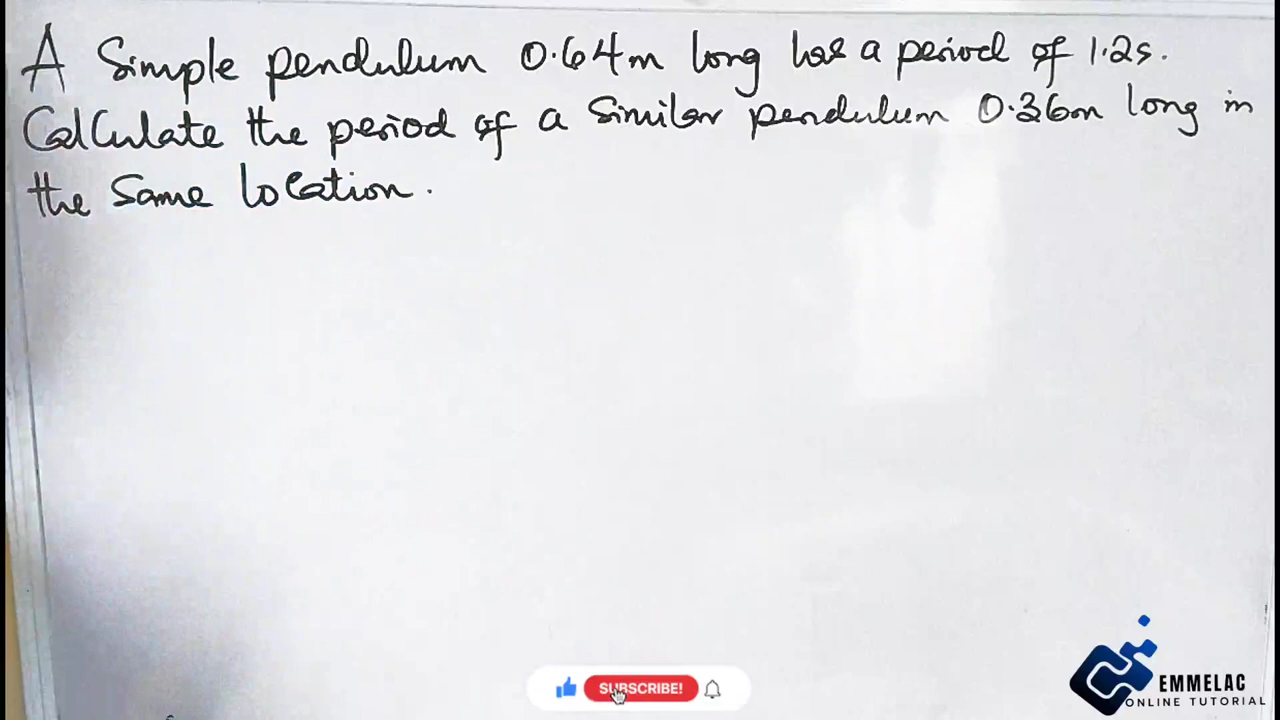 A Simple pendulum 0.64m long has a period of 1.2s.
Calculate the period of a similar pendulum 0.36m long in
the same location.
SUBSCRIBE!
EMMELAC
ONLINE TUTORIAL